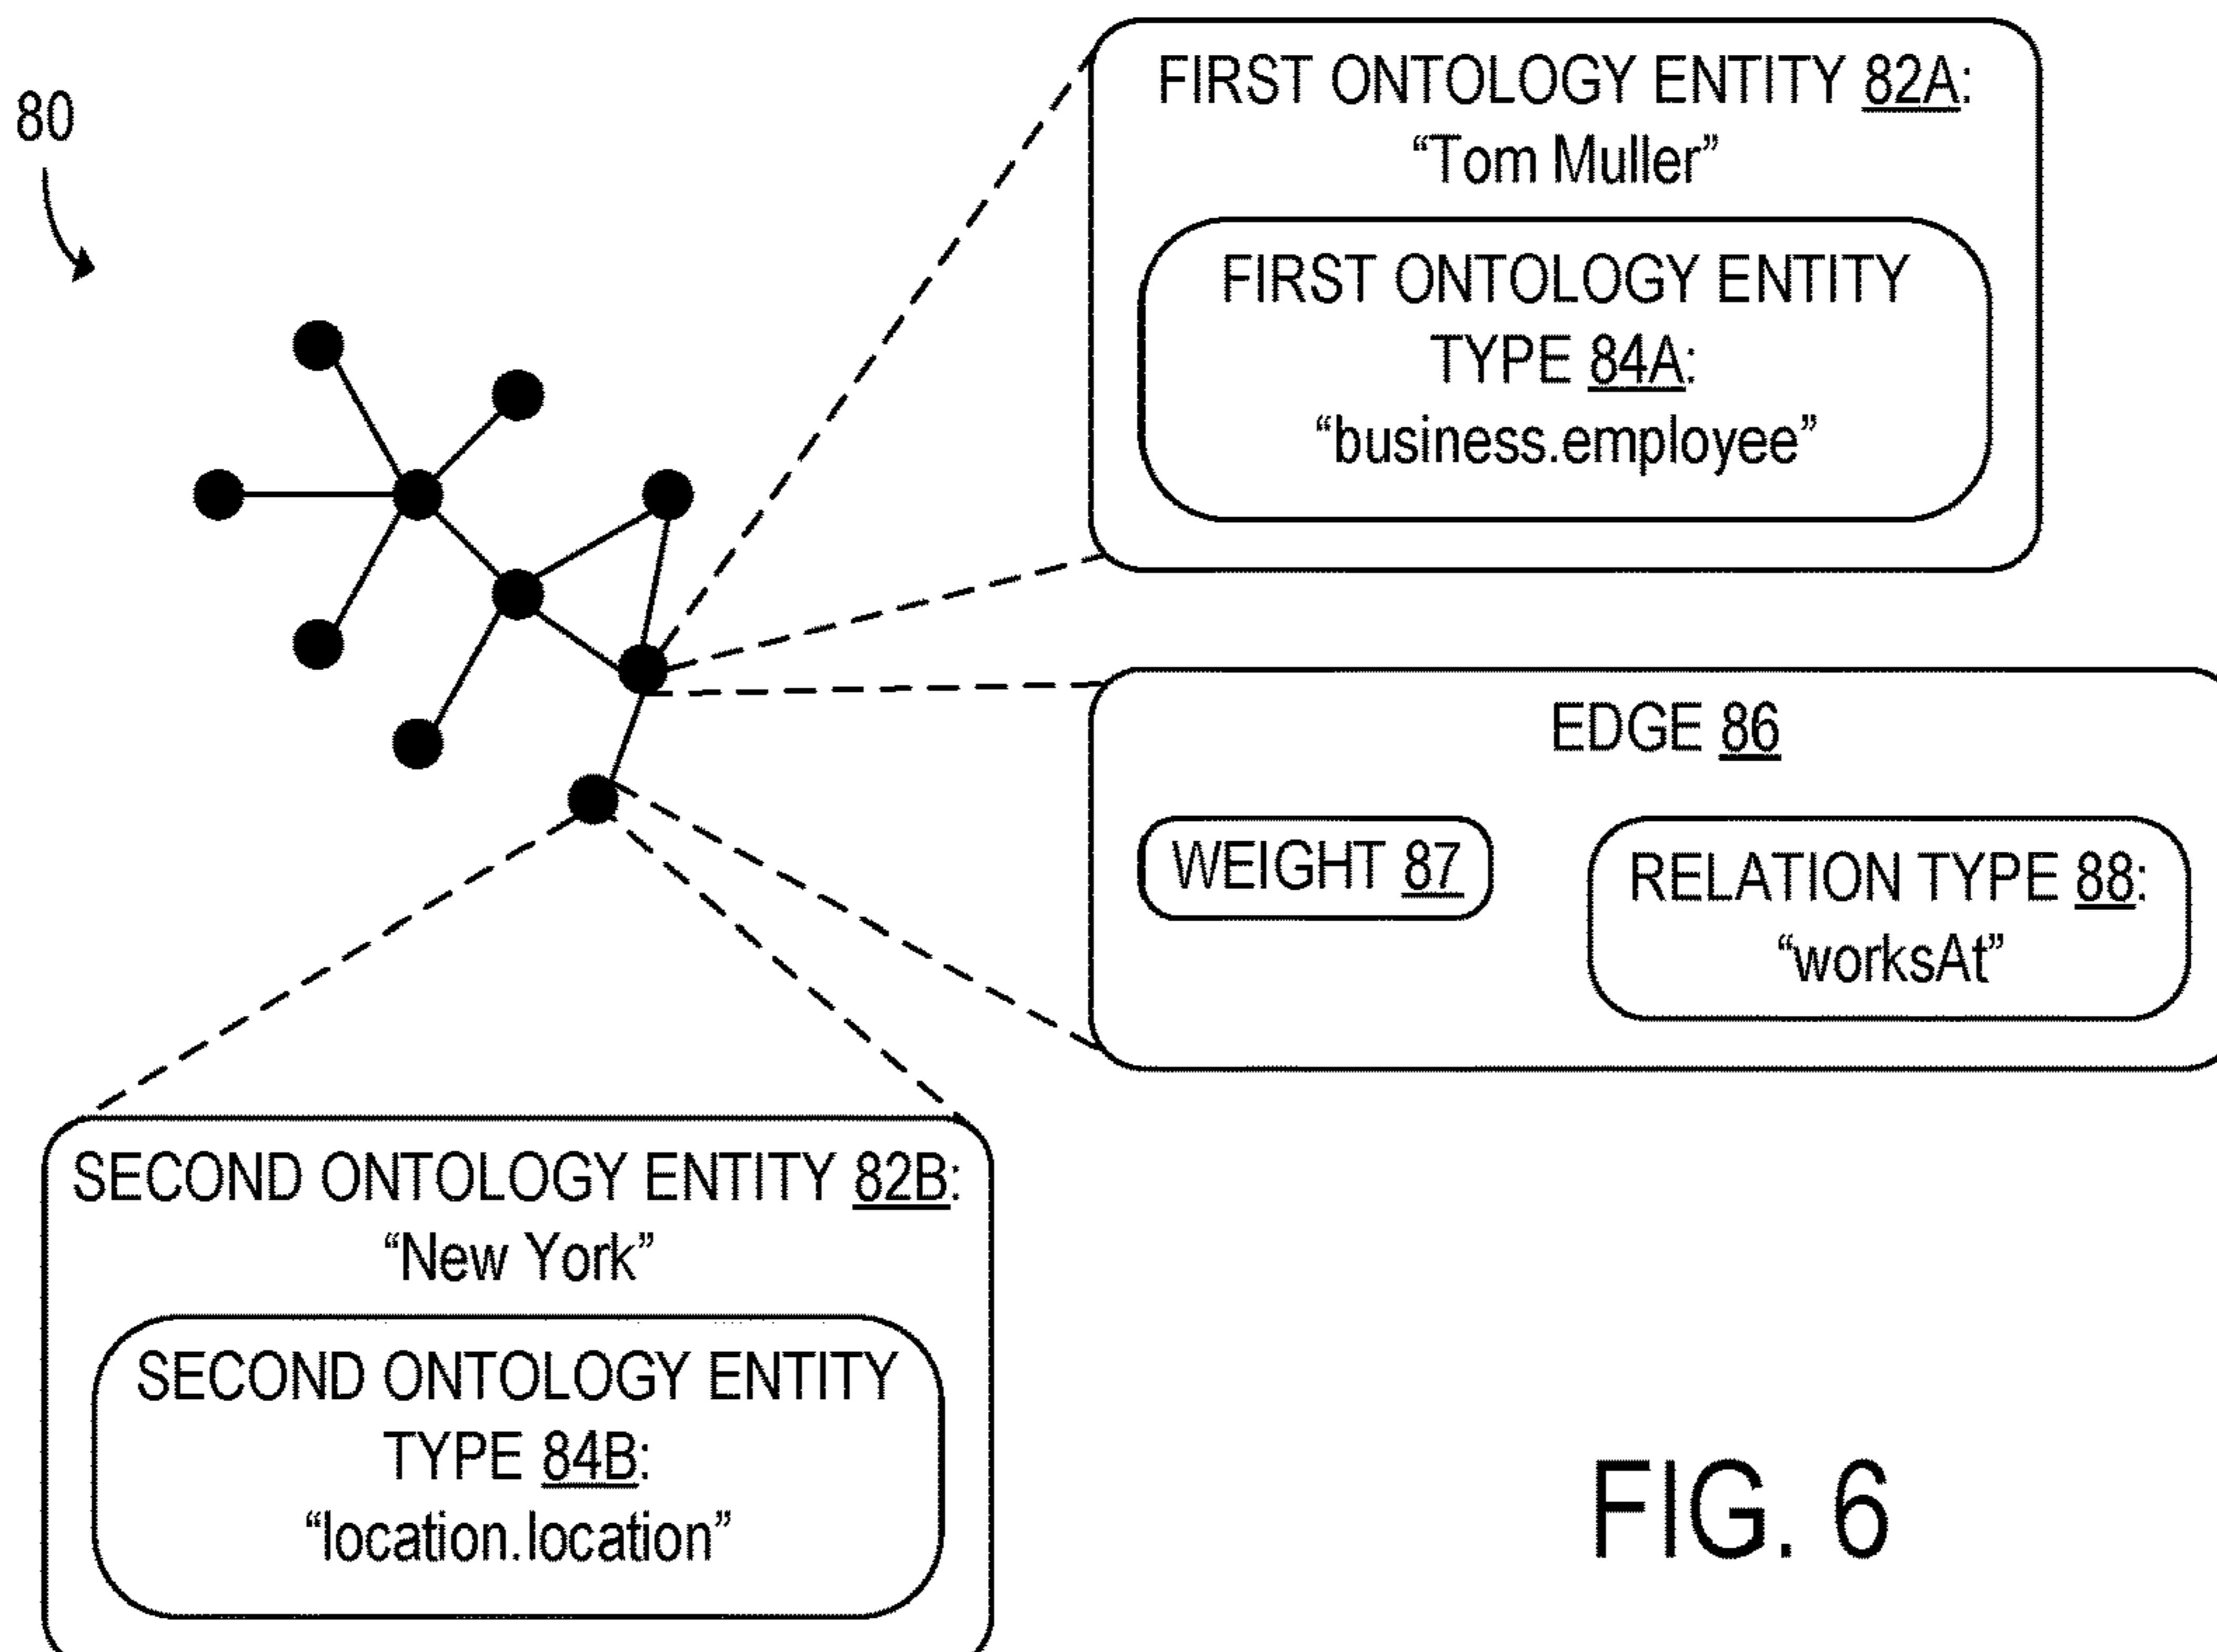 80
FIRST ONTOLOGY ENTITY 82A:
“Tom Muller”
FIRST ONTOLOGY ENTITY
TYPE 84A:
“business.employee”
EDGE 86
WEIGHT 87
RELATION TYPE 88:
“worksAt”
SECOND ONTOLOGY ENTITY 82B:
“New York”
SECOND ONTOLOGY ENTITY
TYPE 84B:
“location.location”
FIG. 6